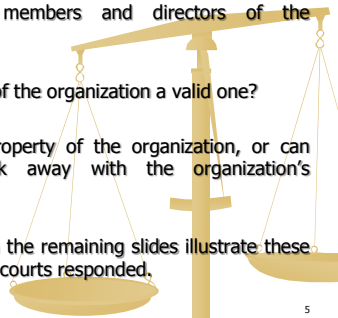 members and directors of the
of the organization a valid one?
roperty of the organization, or can
k away with the organization's
the remaining slides illustrate these
courts responded.
5